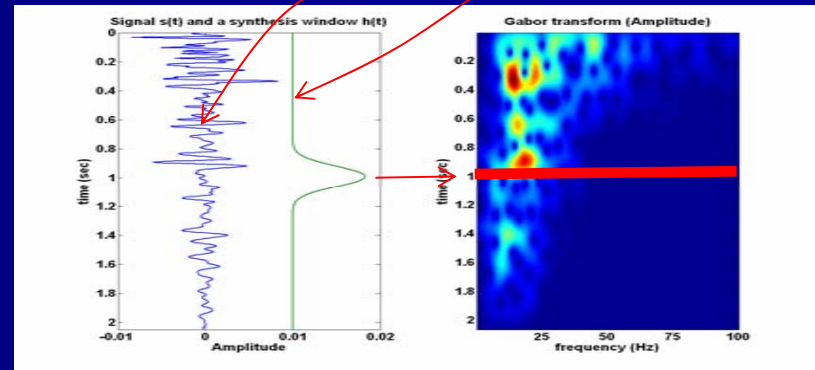 Signal s(t) and a synthesis window h(t)
0
0.2
0.4
0.6
0.8
1
1.2
1.4
1.6
1.8
2
time (sec)
-0.01 0 0.01 0.02
Amplitude
Gabor transform (Amplitude)
0.2
0.4
0.6
0.8
1
1.2
1.4
1.6
1.8
2
time (sec)
25 50 75 100
frequency (Hz)